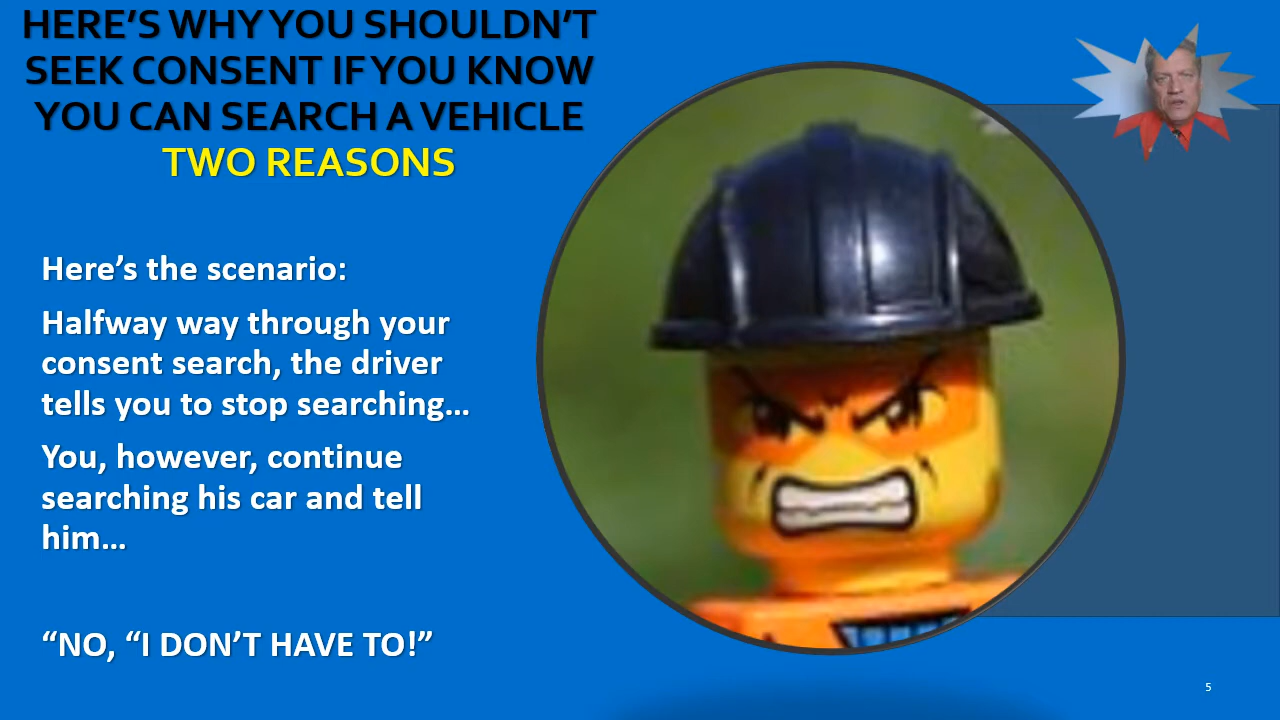 HERE’S WHY YOU SHOULDN’T
SEEK CONSENT IF YOU KNOW
YOU CAN SEARCH A VEHICLE
TWO REASONS
Here’s the scenario:
Halfway way through your
consent search, the driver
tells you to stop searching…
You, however, continue
searching his car and tell
him…
“NO, “I DON’T HAVE TO!”
5